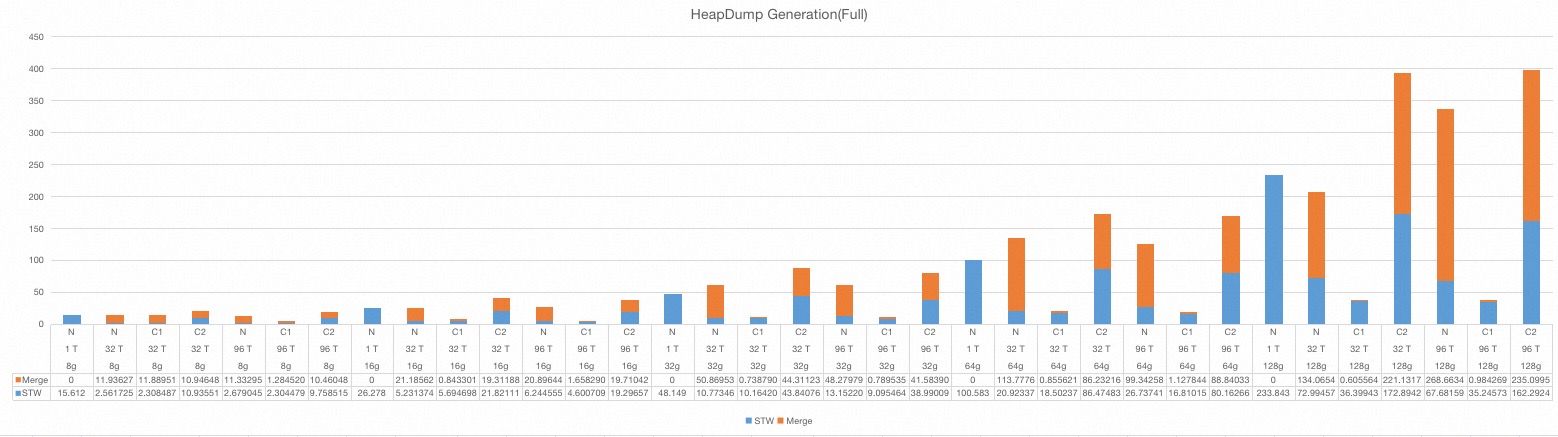 HeapDump Generation(Full)
450
400
350
300
250
200
150
100
50
0
N N C1 C2 N C1 C2 N N C1 C2 N C1 C2 N N C1 C2 N C1 C2 N N C1 C2 N C1 C2 N N C1 C2 N C1 C2
1 T 32 T 32 T 32 T 96 T 96 T 96 T 1 T 32 T 32 T 32 T 96 T 96 T 96 T 1 T 32 T 32 T 32 T 96 T 96 T 96 T 1 T 32 T 32 T 32 T 96 T 96 T 96 T 1 T 32 T 32 T 32 T 96 T 96 T 96 T
8g 8g 8g 8g 8g 8g 8g 16g 16g 16g 16g 16g 16g 16g 32g 32g 32g 32g 32g 32g 32g 64g 64g 64g 64g 64g 64g 64g 128g 128g 128g 128g 128g 128g 128g
Merge 0 11.93627 11.88951 10.94648 11.33295 1.284520 10.46048 0 21.18562 0.843301 19.31188 20.89644 1.658290 19.71042 0 50.86953 0.738790 44.31123 48.27979 0.789535 41.58390 0 113.7776 0.855621 86.23216 99.34258 1.127844 88.84033 0 134.0654 0.605564 221.1317 268.6634 0.984269 235.0995
STW 15.612 2.561725 2.308487 10.93551 2.679045 2.304479 9.758515 26.278 5.231374 5.694698 21.82111 6.244555 4.600709 19.29657 48.149 10.77346 10.16420 43.84076 13.15220 9.095464 38.99009 100.583 20.92337 18.50237 86.47483 26.73741 16.81015 80.16266 233.843 72.99457 36.39943 172.8942 67.68159 35.24573 162.2924
STW Merge